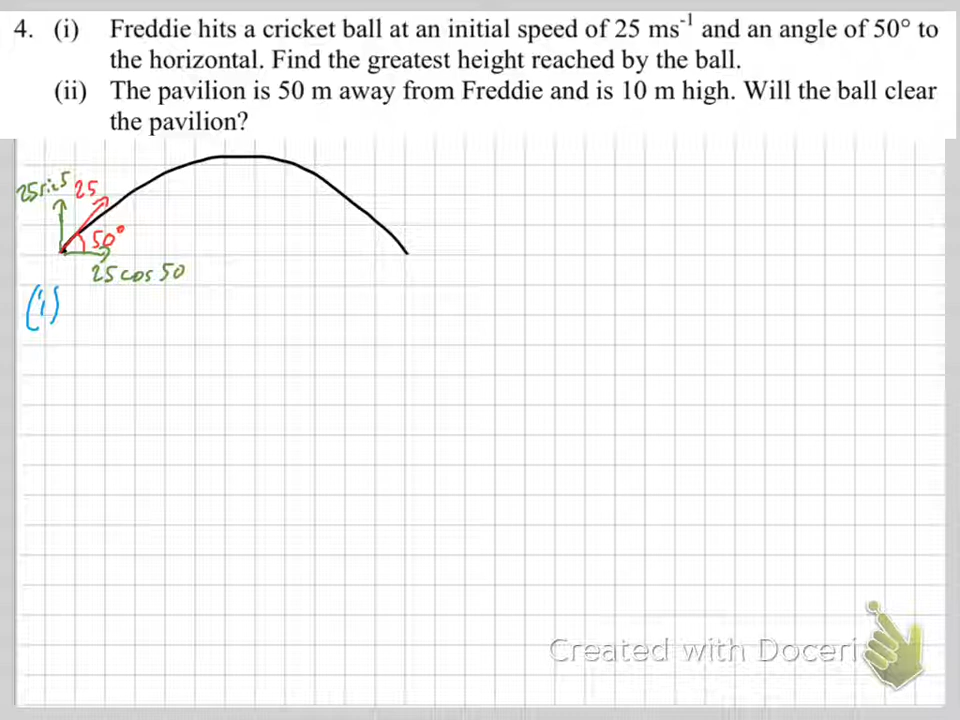 4. (i) Freddie hits a cricket ball at an initial speed of 25 ms⁻¹ and an angle of 50° to
the horizontal. Find the greatest height reached by the ball.
(ii) The pavilion is 50 m away from Freddie and is 10 m high. Will the ball clear
the pavilion?
25sin5 25
50°
25 cos 50
(i)
Created with Doceri